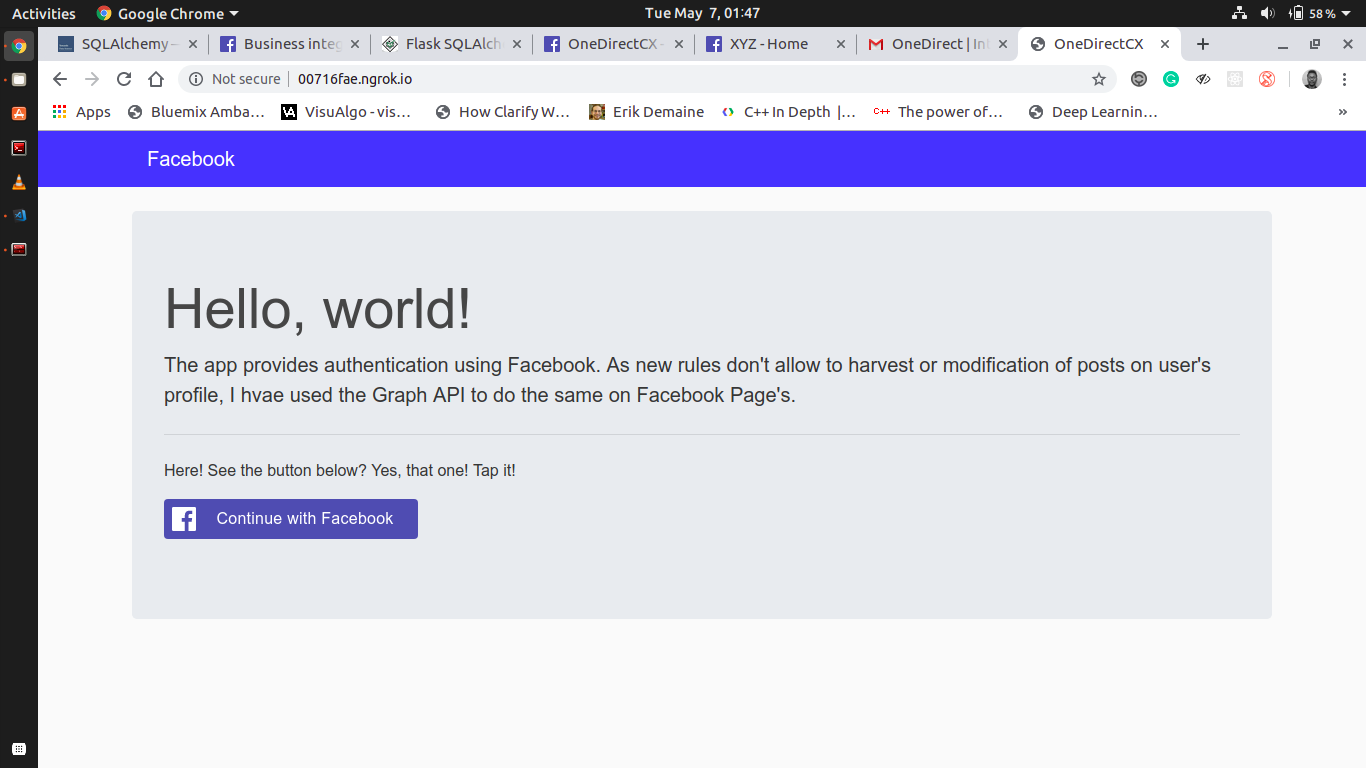 Activities Google Chrome Tue May 7, 01:47 58 %
SQLAlchemy — Business integ Flask SQLAlch OneDirectCX - XYZ - Home OneDirect | Int OneDirectCX
Not secure 00716fae.ngrok.io
Apps Bluemix Amba... VisuAlgo - vis... How Clarify W... Erik Demaine C++ In Depth |... The power of... Deep Learnin... »
Facebook
Hello, world!
The app provides authentication using Facebook. As new rules don't allow to harvest or modification of posts on user's
profile, I hvae used the Graph API to do the same on Facebook Page's.
Here! See the button below? Yes, that one! Tap it!
Continue with Facebook